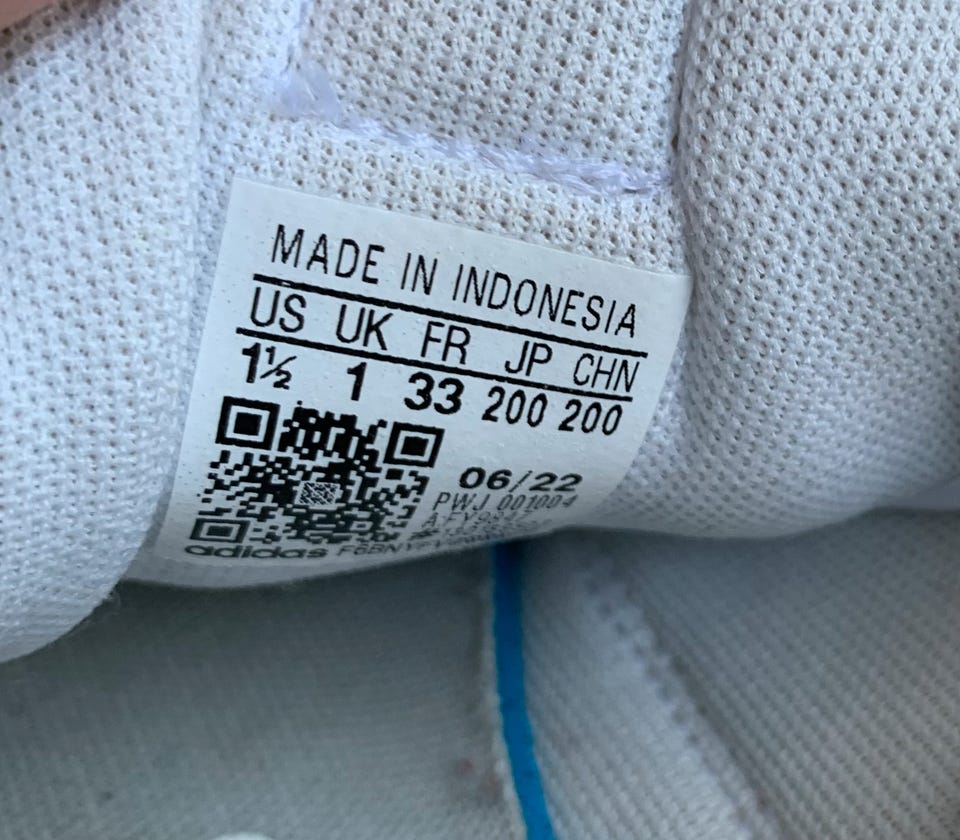 MADE IN INDONESIA
US UK FR JP CHN
1½ 1 33 200 200
06/22
PWJ 001004
adidas